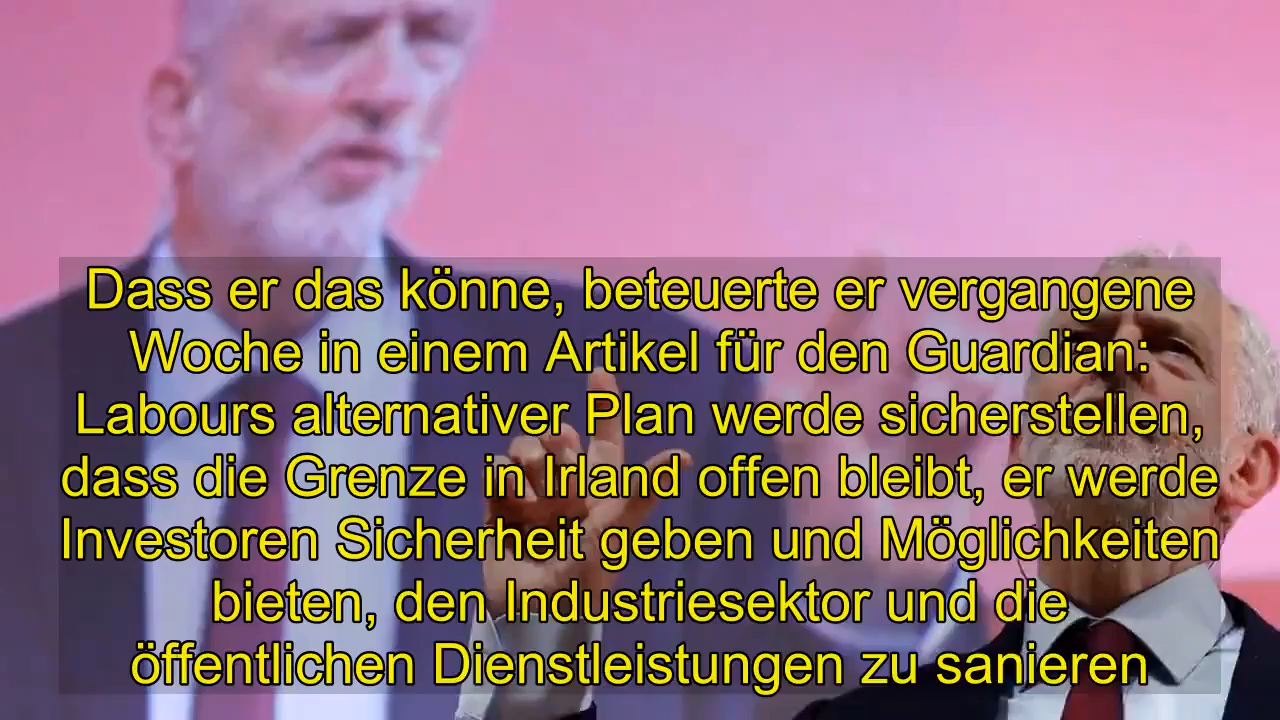 Dass er das könne, beteuerte er vergangene
Woche in einem Artikel für den Guardian:
Labours alternativer Plan werde sicherstellen,
dass die Grenze in Irland offen bleibt, er werde
Investoren Sicherheit geben und Möglichkeiten
bieten, den Industriesektor und die
öffentlichen Dienstleistungen zu sanieren